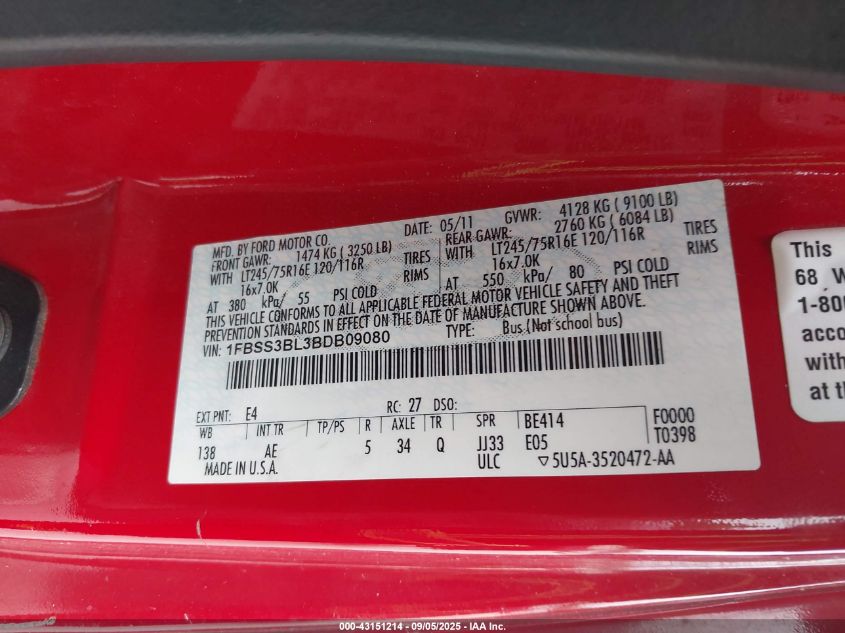 MFD. BY FORD MOTOR CO.
DATE: 05/11 GVWR: 4128 KG ( 9100 LB)
FRONT GAWR: 1474 KG ( 3250 LB) REAR GAWR: 2760 KG ( 6084 LB)
WITH LT245/75R16E 120/116R TIRES WITH LT245/75R16E 120/116R TIRES
16x7.0K RIMS 16x7.0K RIMS
AT 380 kPa/ 55 PSI COLD AT 550 kPa/ 80 PSI COLD
THIS VEHICLE CONFORMS TO ALL APPLICABLE FEDERAL MOTOR VEHICLE SAFETY AND THEFT
PREVENTION STANDARDS IN EFFECT ON THE DATE OF MANUFACTURE SHOWN ABOVE.
VIN: 1FBSS3BL3BDB09080 TYPE: Bus (Not school bus)
EXT PNT: E4 RC: 27 DSO:
WB INT TR TP/PS R AXLE TR SPR BE414 F0000
138 AE 5 34 Q JJ33 E05 T0398
MADE IN U.S.A. ULC ▽5U5A-3520472-AA
This
68
1-80
acco
with
at th
000-43151214 - 09/05/2025 - IAA Inc.